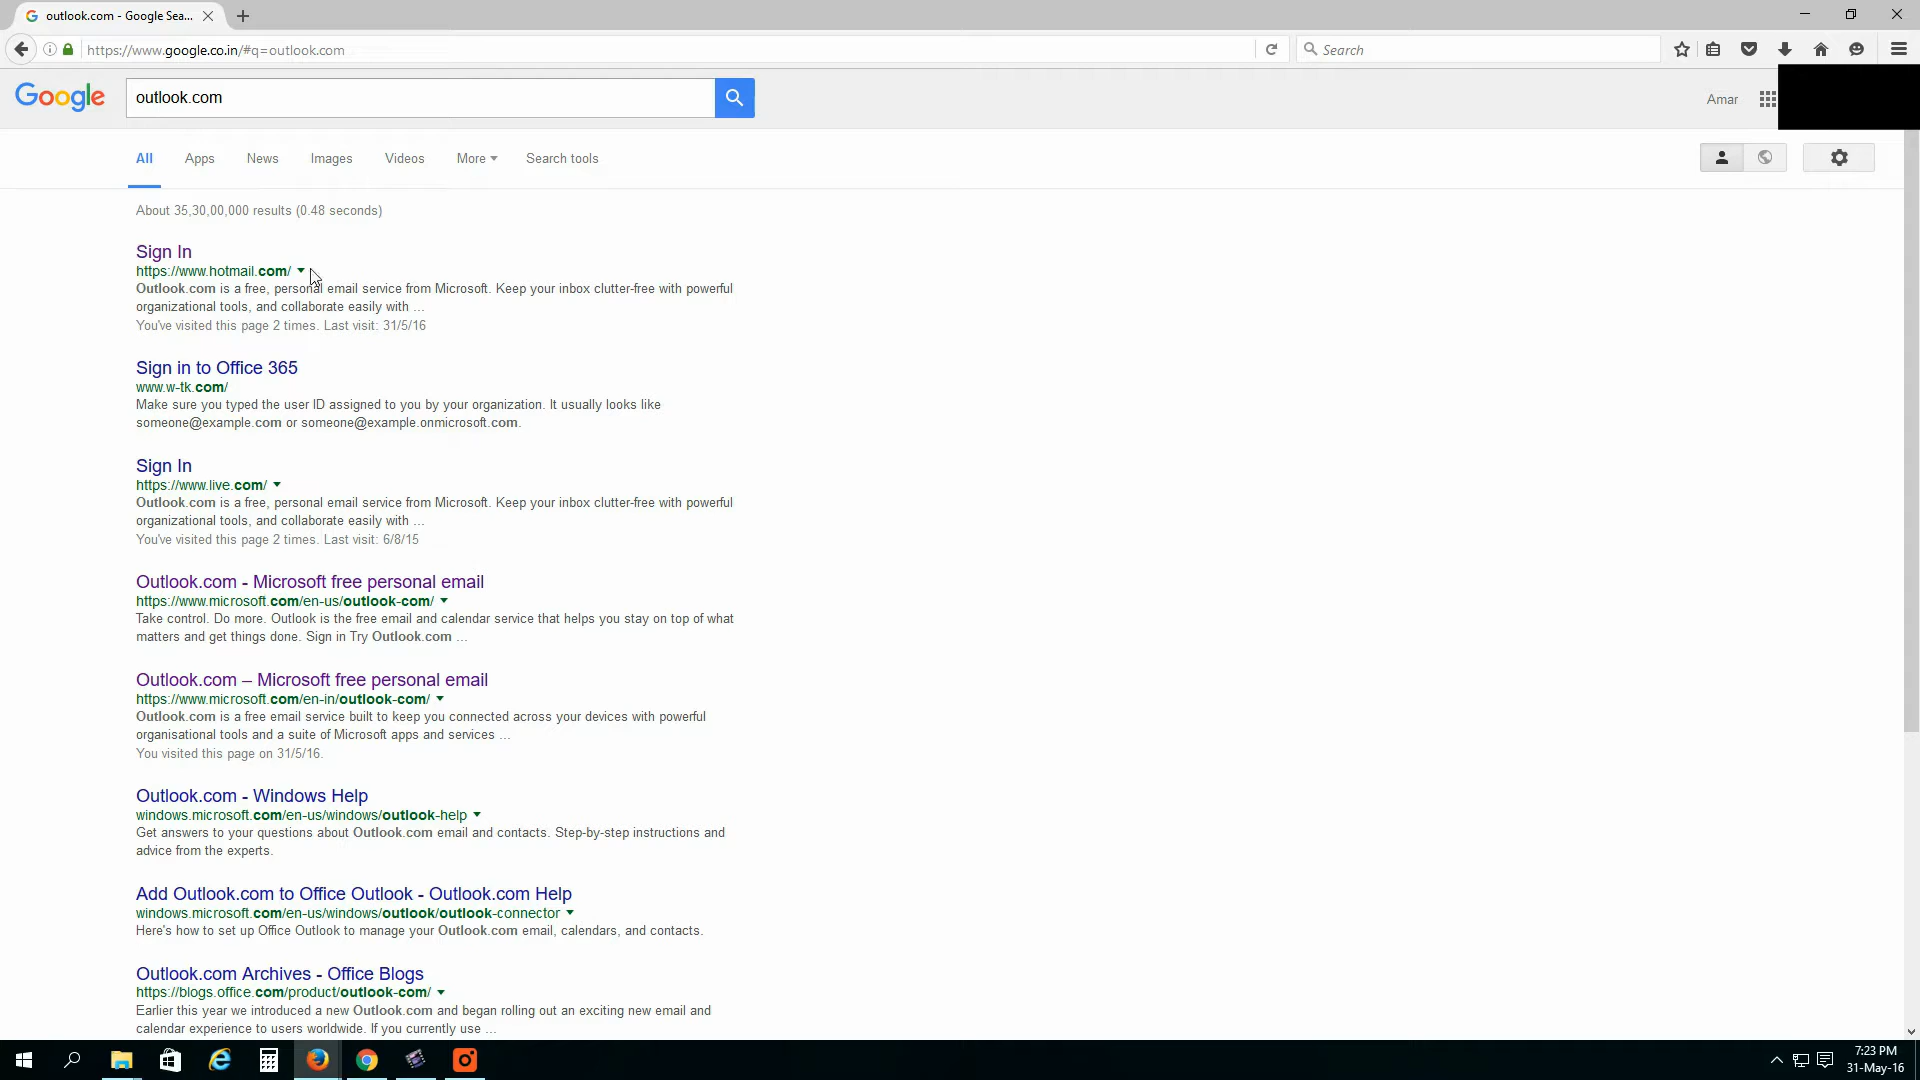 outlook.com - Google Sea...
https://www.google.co.in/#q=outlook.com
Search
Google
outlook.com
Amar
All
Apps
News
Images
Videos
More
Search tools
About 35,30,00,000 results (0.48 seconds)
Sign In
https://www.hotmail.com/
Outlook.com is a free, personal email service from Microsoft. Keep your inbox clutter-free with powerful
organizational tools, and collaborate easily with ...
You've visited this page 2 times. Last visit: 31/5/16
Sign in to Office 365
www.w-tk.com/
Make sure you typed the user ID assigned to you by your organization. It usually looks like
someone@example.com or someone@example.onmicrosoft.com.
Sign In
https://www.live.com/
Outlook.com is a free, personal email service from Microsoft. Keep your inbox clutter-free with powerful
organizational tools, and collaborate easily with ...
You've visited this page 2 times. Last visit: 6/8/15
Outlook.com - Microsoft free personal email
https://www.microsoft.com/en-us/outlook-com/
Take control. Do more. Outlook is the free email and calendar service that helps you stay on top of what
matters and get things done. Sign in Try Outlook.com ...
Outlook.com – Microsoft free personal email
https://www.microsoft.com/en-in/outlook-com/
Outlook.com is a free email service built to keep you connected across your devices with powerful
organisational tools and a suite of Microsoft apps and services ...
You visited this page on 31/5/16.
Outlook.com - Windows Help
windows.microsoft.com/en-us/windows/outlook-help
Get answers to your questions about Outlook.com email and contacts. Step-by-step instructions and
advice from the experts.
Add Outlook.com to Office Outlook - Outlook.com Help
windows.microsoft.com/en-us/windows/outlook/outlook-connector
Here's how to set up Office Outlook to manage your Outlook.com email, calendars, and contacts.
Outlook.com Archives - Office Blogs
https://blogs.office.com/product/outlook-com/
Earlier this year we introduced a new Outlook.com and began rolling out an exciting new email and
calendar experience to users worldwide. If you currently use ...
7:23 PM
31-May-16